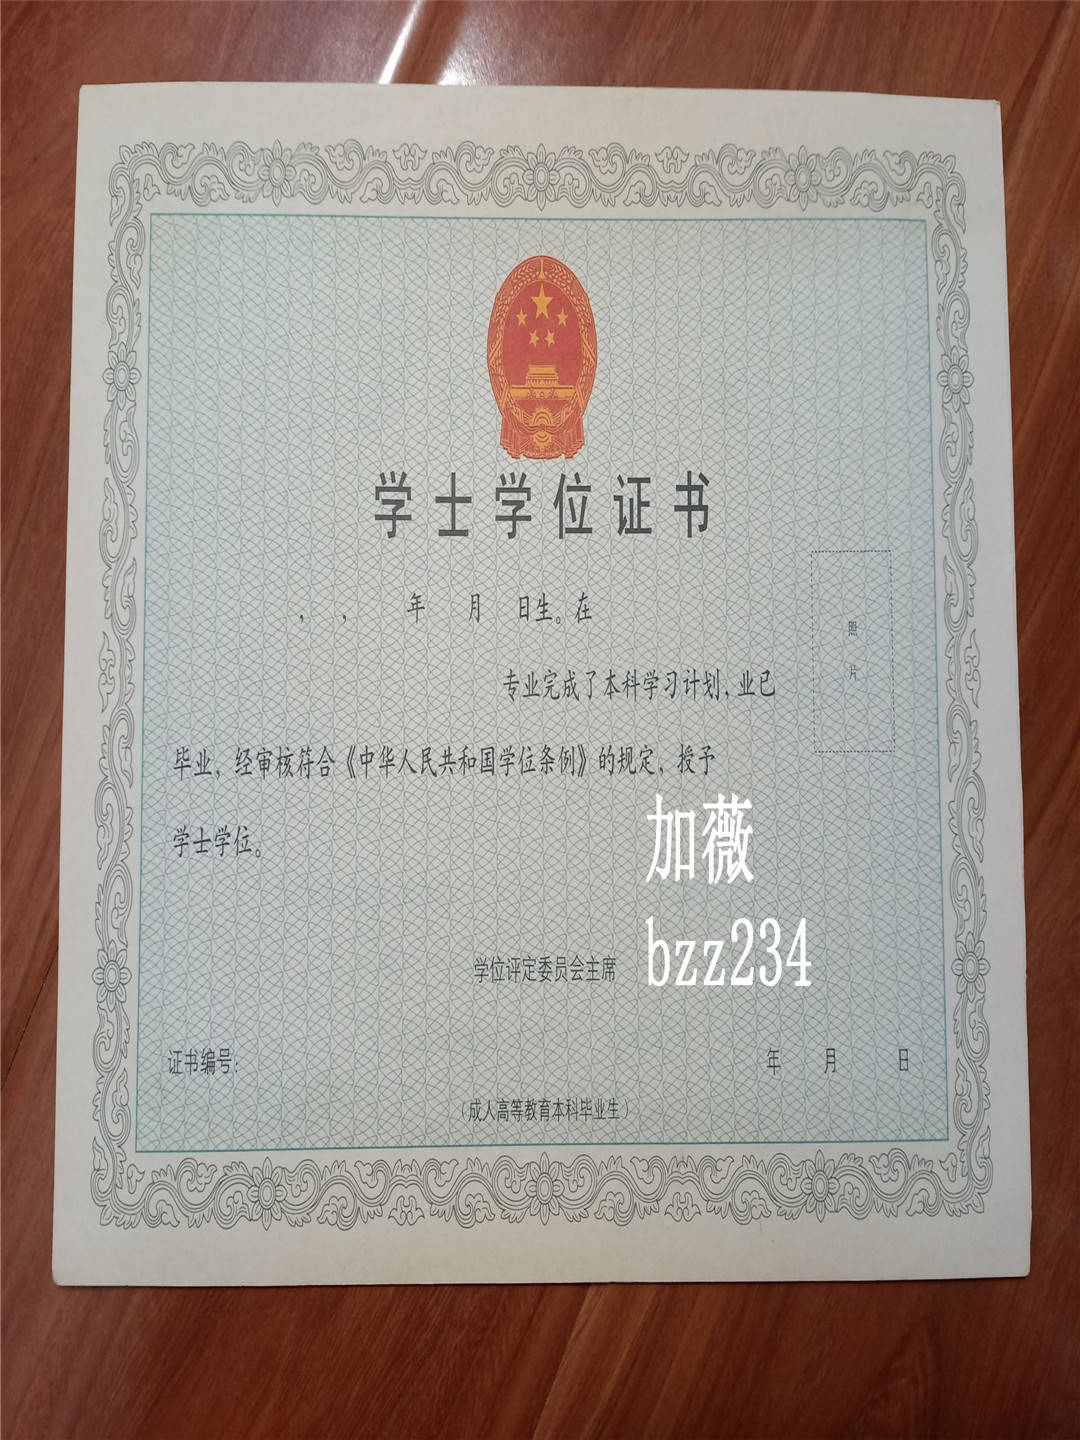 学士学位证书
， ， 年 月 日生。在
照
片
专业完成了本科学习计划，业已
毕业，经审核符合《中华人民共和国学位条例》的规定，授予
学士学位。
加薇
bzz234
学位评定委员会主席
证书编号： 年 月 日
（成人高等教育本科毕业生）